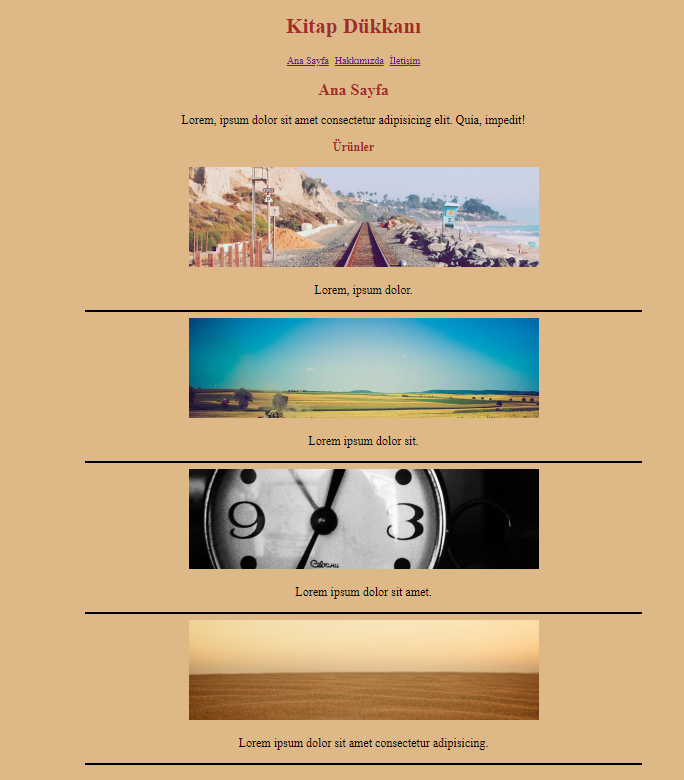 Kitap Dükkanı
Ana Sayfa Hakkımızda İletişim
Ana Sayfa
Lorem, ipsum dolor sit amet consectetur adipisicing elit. Quia, impedit!
Ürünler
Lorem, ipsum dolor.
Lorem ipsum dolor sit.
9 3
Lorem ipsum dolor sit amet.
Lorem ipsum dolor sit amet consectetur adipisicing.